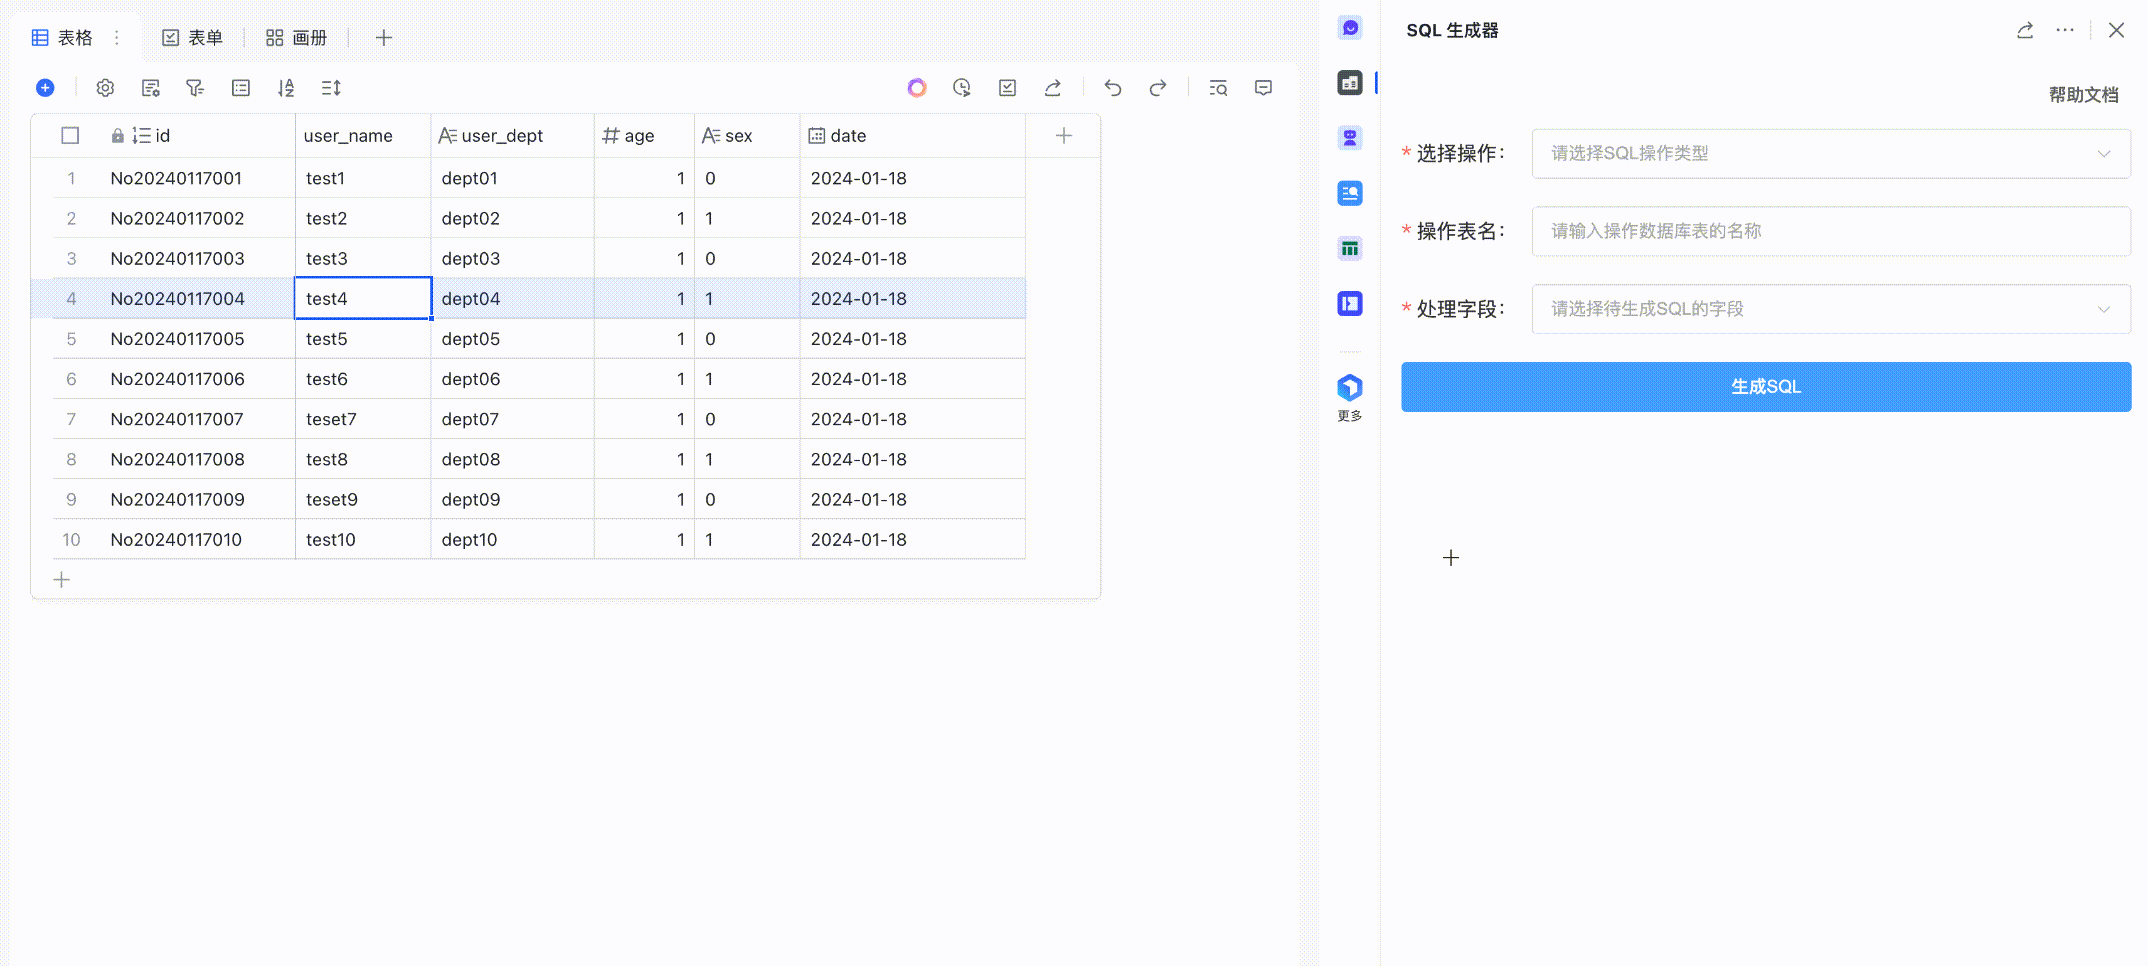 表格 表单 画册
id user_name user_dept age sex date
1 No20240117001 test1 dept01 1 0 2024-01-18
2 No20240117002 test2 dept02 1 1 2024-01-18
3 No20240117003 test3 dept03 1 0 2024-01-18
4 No20240117004 test4 dept04 1 1 2024-01-18
5 No20240117005 test5 dept05 1 0 2024-01-18
6 No20240117006 test6 dept06 1 1 2024-01-18
7 No20240117007 teset7 dept07 1 0 2024-01-18
8 No20240117008 test8 dept08 1 1 2024-01-18
9 No20240117009 teset9 dept09 1 0 2024-01-18
10 No20240117010 test10 dept10 1 1 2024-01-18
更多
SQL 生成器
帮助文档
* 选择操作: 请选择SQL操作类型
* 操作表名: 请输入操作数据库表的名称
* 处理字段: 请选择待生成SQL的字段
生成SQL